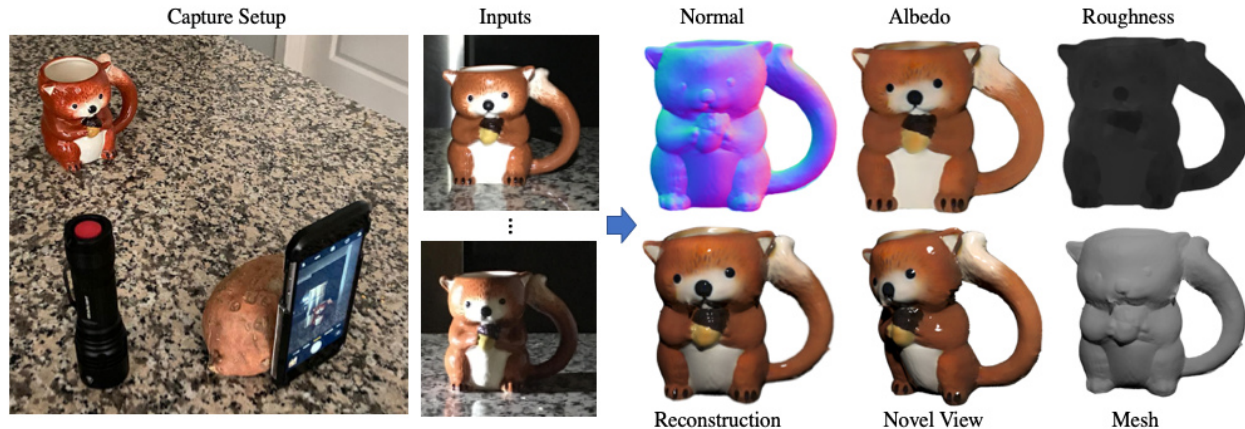 Capture Setup
Inputs
Normal
Albedo
Roughness
Reconstruction
Novel View
Mesh